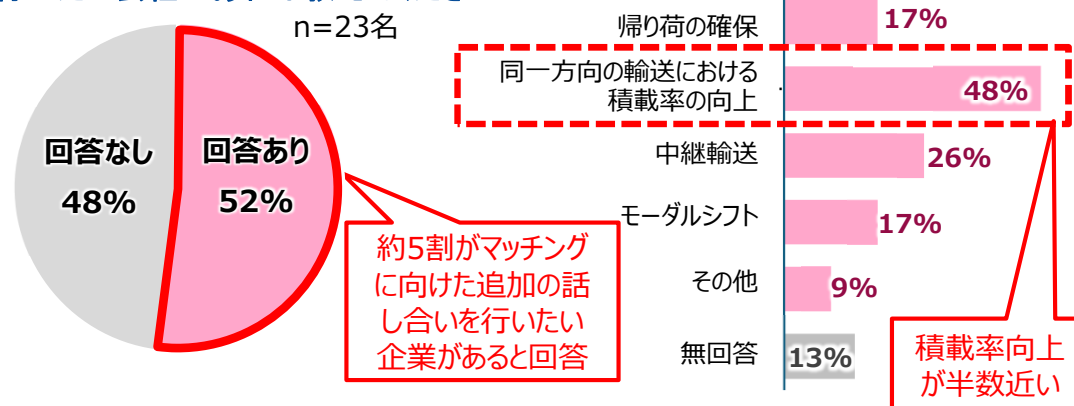 n=23名
回答なし
48%
回答あり
52%
約5割がマッチング
に向けた追加の話
し合いを行いたい
企業があると回答
帰り荷の確保
17%
同一方向の輸送における
積載率の向上
48%
中継輸送
26%
モーダルシフト
17%
その他
9%
無回答
13%
積載率向上
が半数近い